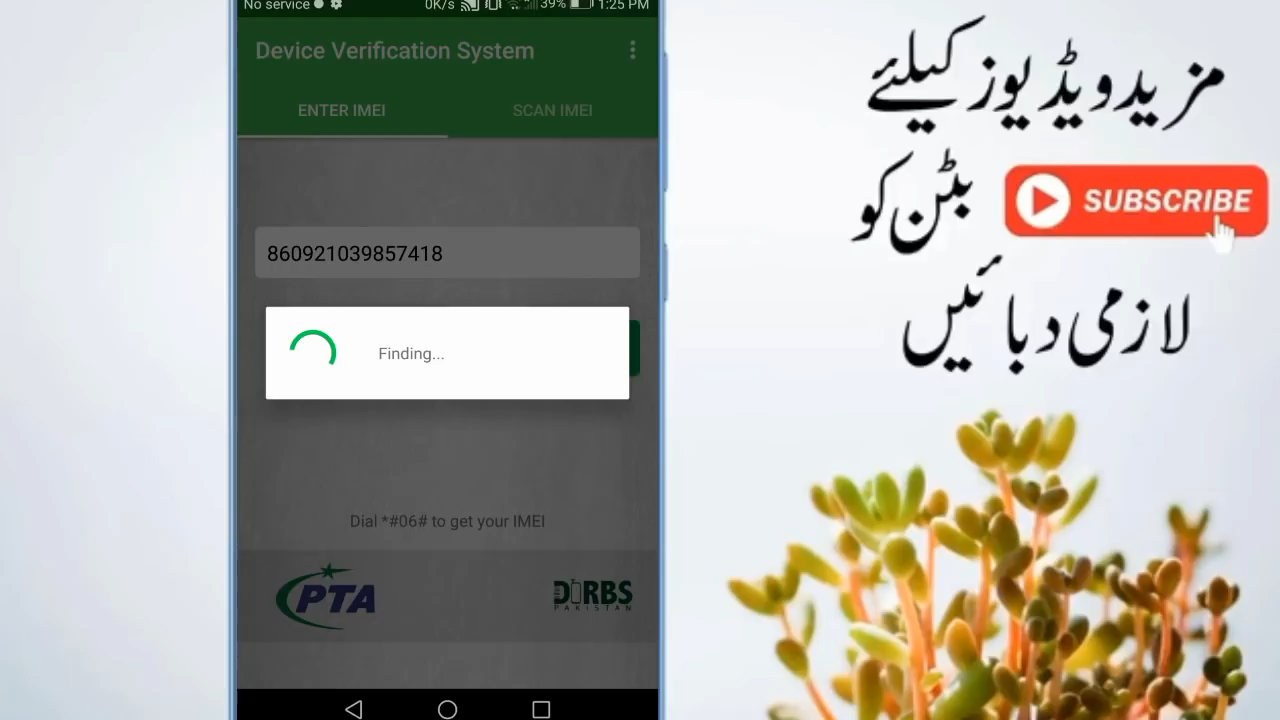 No service 0K/s 39% 1:25 PM
Device Verification System
ENTER IMEI SCAN IMEI
860921039857418
Finding...
Dial *#06# to get your IMEI
PTA
DIRBS
PAKISTAN
مزید ویڈیوز کیلئے
SUBSCRIBE بٹن کو
لازمی دبائیں